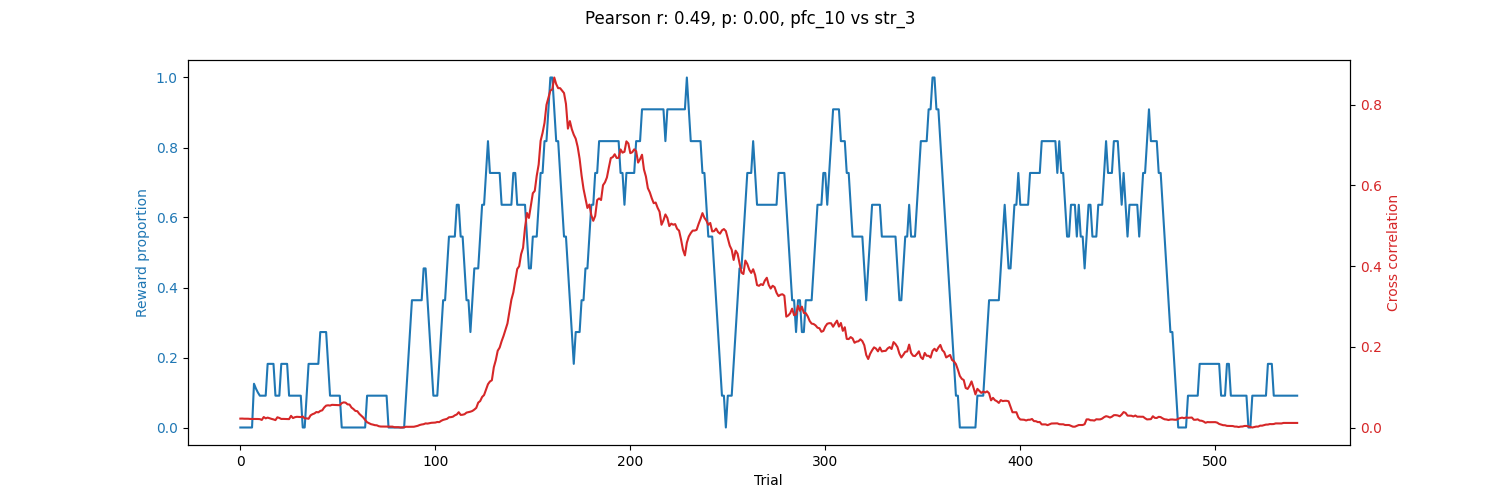 Pearson r: 0.49, p: 0.00, pfc_10 vs str_3
1.0
0.8
0.6
0.4
0.2
0.0
Reward proportion
0.8
0.6
0.4
0.2
0.0
Cross correlation
0 100 200 300 400 500
Trial